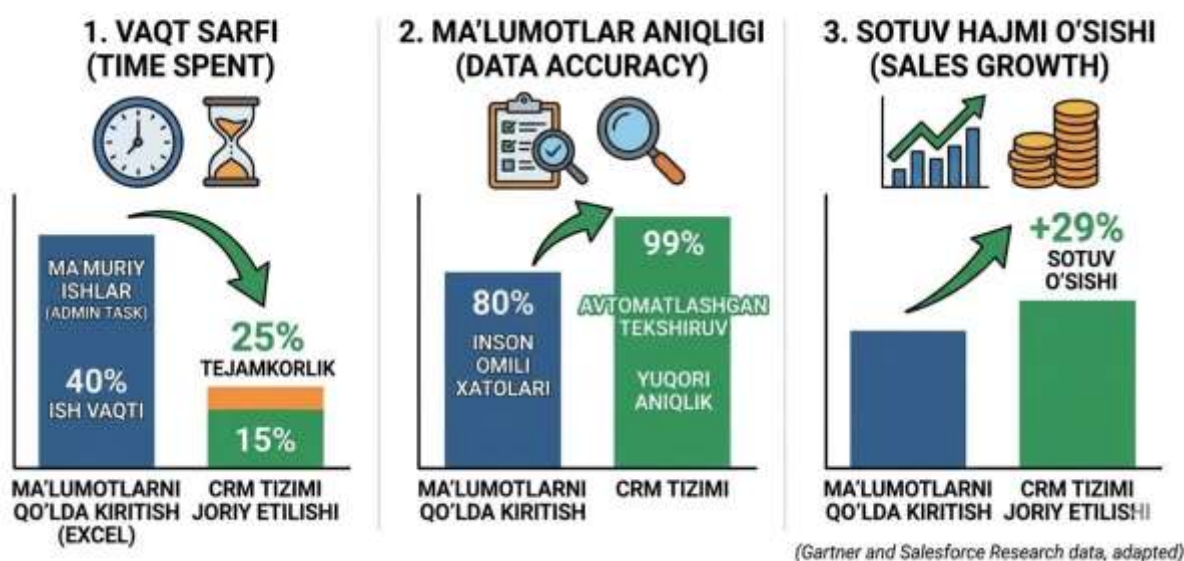 1. VAQT SARFI
(TIME SPENT)
MA'MURIY
ISHLAR
(ADMIN TASK)
40%
ISH VAQTI
25%
TEJAMKORLIK
15%
MA'LUMOTLARNI
QO'LDA KIRITISH
(EXCEL)
CRM TIZIMI
JORIY ETILISHI
2. MA'LUMOTLAR ANIQLIGI
(DATA ACCURACY)
80%
INSON
OMILI
XATOLARI
99%
AVTOMATLASHGAN
TEKSHIRUV
YUQORI
ANIQLIK
MA'LUMOTLARNI
QO'LDA KIRITISH
CRM TIZIMI
3. SOTUV HAJMI O'SISHI
(SALES GROWTH)
+29%
SOTUV
O'SISHI
MA'LUMOTLARNI
QO'LDA KIRITISH
CRM TIZIMI
JORIY ETILISHI
(Gartner and Salesforce Research data, adapted)